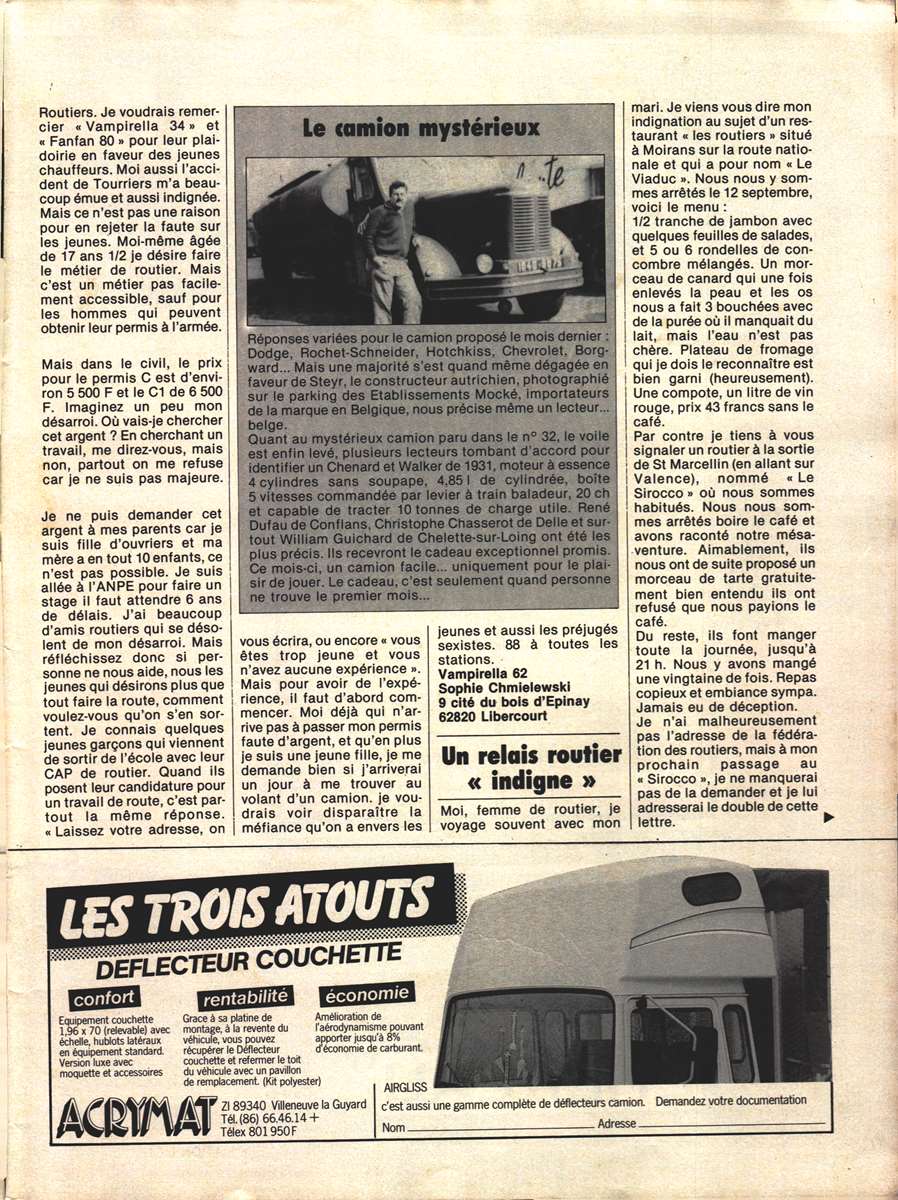 Routiers. Je voudrais remer-
cier « Vampirella 34 » et
« Fanfan 80 » pour leur plai-
doirie en faveur des jeunes
chauffeurs. Moi aussi l'acci-
dent de Tourriers m'a beau-
coup émue et aussi indignée.
Mais ce n'est pas une raison
pour en rejeter la faute sur
les jeunes. Moi-même âgée
de 17 ans 1/2 je désire faire
le métier de routier. Mais
c'est un métier pas facile-
ment accessible, sauf pour
les hommes qui peuvent
obtenir leur permis à l'armée.
Mais dans le civil, le prix
pour le permis C est d'envi-
ron 5 500 F et le C1 de 6 500
F. Imaginez un peu mon
désarroi. Où vais-je chercher
cet argent ? En cherchant un
travail, me direz-vous, mais
non, partout on me refuse
car je ne suis pas majeure.
Je ne puis demander cet
argent à mes parents car je
suis fille d'ouvriers et ma
mère a en tout 10 enfants, ce
n'est pas possible. Je suis
allée à l'ANPE pour faire un
stage il faut attendre 6 ans
de délais. J'ai beaucoup
d'amis routiers qui se déso-
lent de mon désarroi. Mais
réfléchissez donc si per-
sonne ne nous aide, nous les
jeunes qui désirons plus que
tout faire la route, comment
voulez-vous qu'on s'en sor-
tent. Je connais quelques
jeunes garçons qui viennent
de sortir de l'école avec leur
CAP de routier. Quand ils
posent leur candidature pour
un travail de route, c'est par-
tout la même réponse.
« Laissez votre adresse, on
Le camion mystérieux
Réponses variées pour le camion proposé le mois dernier :
Dodge, Rochet-Schneider, Hotchkiss, Chevrolet, Borg-
ward... Mais une majorité s'est quand même dégagée en
faveur de Steyr, le constructeur autrichien, photographié
sur le parking des Etablissements Mocké, importateurs
de la marque en Belgique, nous précise même un lecteur...
belge.
Quant au mystérieux camion paru dans le n° 32, le voile
est enfin levé, plusieurs lecteurs tombant d'accord pour
identifier un Chenard et Walker de 1931, moteur à essence
4 cylindres sans soupape, 4,85 l de cylindrée, boîte
5 vitesses commandée par levier à train baladeur, 20 ch
et capable de tracter 10 tonnes de charge utile. René
Dufau de Conflans, Christophe Chasserot de Delle et sur-
tout William Guichard de Chelette-sur-Loing ont été les
plus précis. Ils recevront le cadeau exceptionnel promis.
Ce mois-ci, un camion facile... uniquement pour le plai-
sir de jouer. Le cadeau, c'est seulement quand personne
ne trouve le premier mois...
vous écrira, ou encore « vous
êtes trop jeune et vous
n'avez aucune expérience ».
Mais pour avoir de l'expé-
rience, il faut d'abord com-
mencer. Moi déjà qui n'ar-
rive pas à passer mon permis
faute d'argent, et qu'en plus
je suis une jeune fille, je me
demande bien si j'arriverai
un jour à me trouver au
volant d'un camion. je vou-
drais voir disparaître la
méfiance qu'on a envers les
jeunes et aussi les préjugés
sexistes. 88 à toutes les
stations.
Vampirella 62
Sophie Chmielewski
9 cité du bois d'Epinay
62820 Libercourt
Un relais routier
« indigne »
Moi, femme de routier, je
voyage souvent avec mon
mari. Je viens vous dire mon
indignation au sujet d'un res-
taurant « les routiers » situé
à Moirans sur la route natio-
nale et qui a pour nom « Le
Viaduc ». Nous nous y som-
mes arrêtés le 12 septembre,
voici le menu :
1/2 tranche de jambon avec
quelques feuilles de salades,
et 5 ou 6 rondelles de con-
combre mélangés. Un mor-
ceau de canard qui une fois
enlevés la peau et les os
nous a fait 3 bouchées avec
de la purée où il manquait du
lait, mais l'eau n'est pas
chère. Plateau de fromage
qui je dois le reconnaître est
bien garni (heureusement).
Une compote, un litre de vin
rouge, prix 43 francs sans le
café.
Par contre je tiens à vous
signaler un routier à la sortie
de St Marcellin (en allant sur
Valence), nommé « Le
Sirocco » où nous sommes
habitués. Nous nous som-
mes arrêtés boire le café et
avons raconté notre mésa-
venture. Aimablement, ils
nous ont de suite proposé un
morceau de tarte gratuite-
ment bien entendu ils ont
refusé que nous payions le
café.
Du reste, ils font manger
toute la journée, jusqu'à
21 h. Nous y avons mangé
une vingtaine de fois. Repas
copieux et embiance sympa.
Jamais eu de déception.
Je n'ai malheureusement
pas l'adresse de la fédéra-
tion des routiers, mais à mon
prochain passage au
« Sirocco », je ne manquerai
pas de la demander et je lui
adresserai le double de cette
lettre.
LES TROIS ATOUTS
DEFLECTEUR COUCHETTE
confort
Equipement couchette
1,96 x 70 (relevable) avec
échelle, hublots latéraux
en équipement standard.
Version luxe avec
moquette et accessoires
rentabilité
Grace à sa platine de
montage, à la revente du
véhicule, vous pouvez
récupérer le Déflecteur
couchette et refermer le toit
du véhicule avec un pavillon
de remplacement. (Kit polyester)
économie
Amélioration de
l'aérodynamisme pouvant
apporter jusqu'à 8%
d'économie de carburant.
ACRYMAT
ZI 89340 Villeneuve la Guyard
Tél. (86) 66.46.14 +
Télex 801 950 F
AIRGLISS
c'est aussi une gamme complète de déflecteurs camion. Demandez votre documentation
Nom Adresse